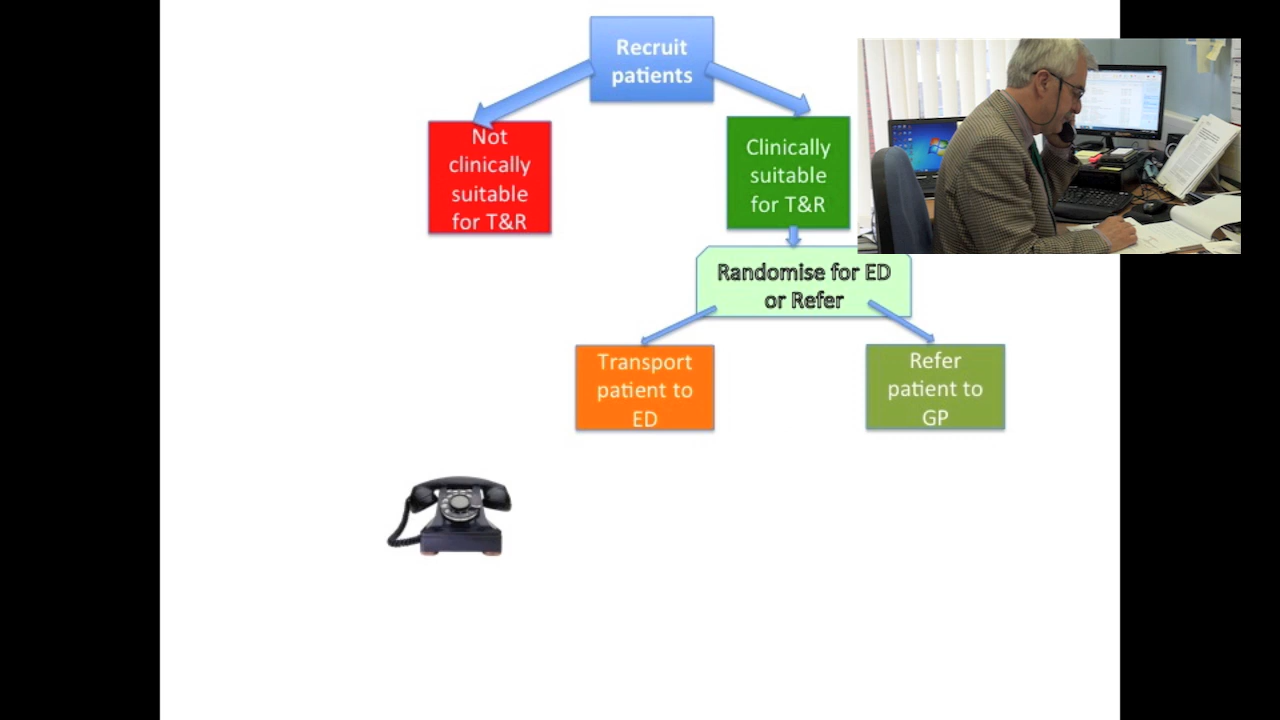 Recruit
patients
Not
clinically
suitable
for T&R
Clinically
suitable
for T&R
Randomise for ED
or Refer
Transport
patient to
ED
Refer
patient to
GP